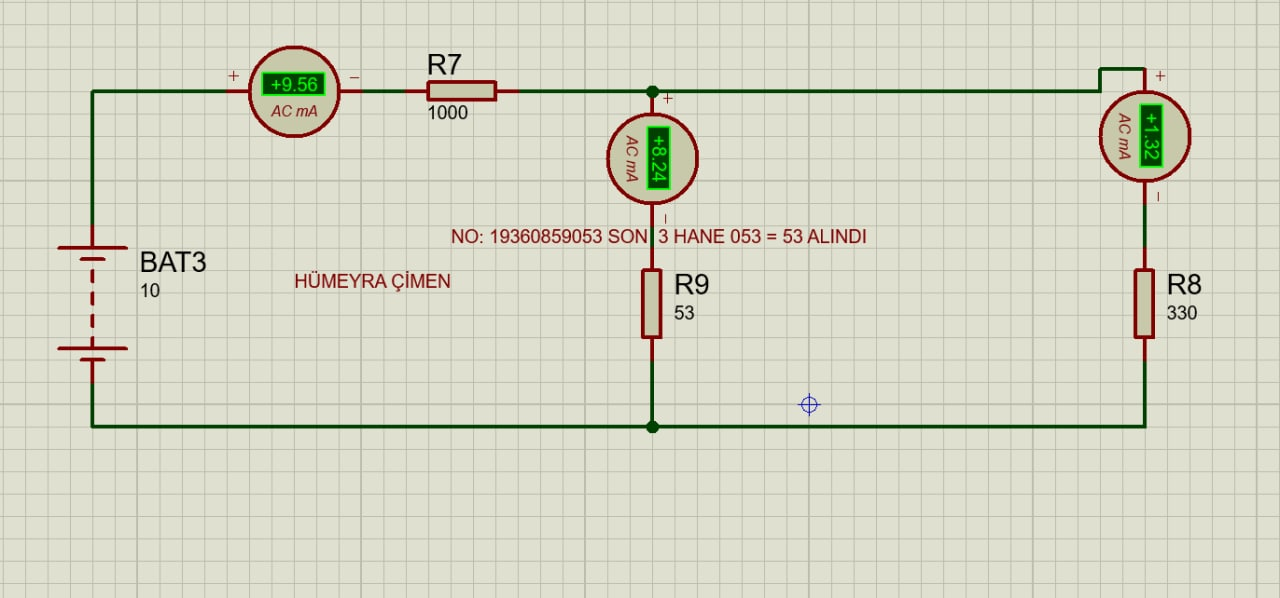 + +9.56 −
AC mA
R7
1000
+
+8.24
AC mA
−
+
+1.32
AC mA
−
NO: 19360859053 SON 3 HANE 053 = 53 ALINDI
BAT3
10
HÜMEYRA ÇİMEN
R9
53
R8
330